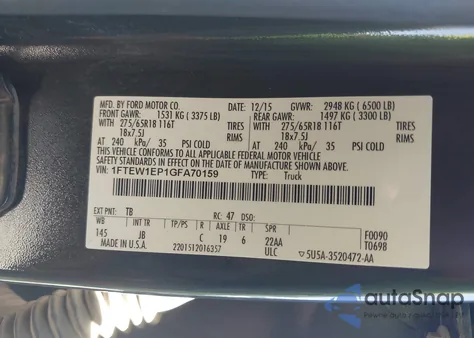 MFD. BY FORD MOTOR CO. 12/15 GVWR: 2948 KG (6500 LB)
FRONT GAWR: 1531 KG (3375 LB) REAR GAWR: 1497 KG (3300 LB)
WITH 275/65R18 116T TIRES WITH 275/65R18 116T TIRES
18x7.5J RIMS 18x7.5J RIMS
AT 240 kPa/ 35 PSI COLD AT 240 kPa/ 35 PSI COLD
THIS VEHICLE CONFORMS TO ALL APPLICABLE FEDERAL MOTOR VEHICLE
SAFETY AND THEFT PREVENTION STANDARDS IN EFFECT ON THE DATE OF MANUFACTURE SHOWN ABOVE.
VIN: 1FTEW1EP1GFA70159 TYPE: Truck
EXT PNT: TB RC: 47 DSO:
WB INT TR TP/PS R AXLE TR SPR F0090
145 JB C 19 6 22AA T0698
MADE IN U.S.A. 2201512016357 ULC 5U5A-3520472-AA
autoSnap